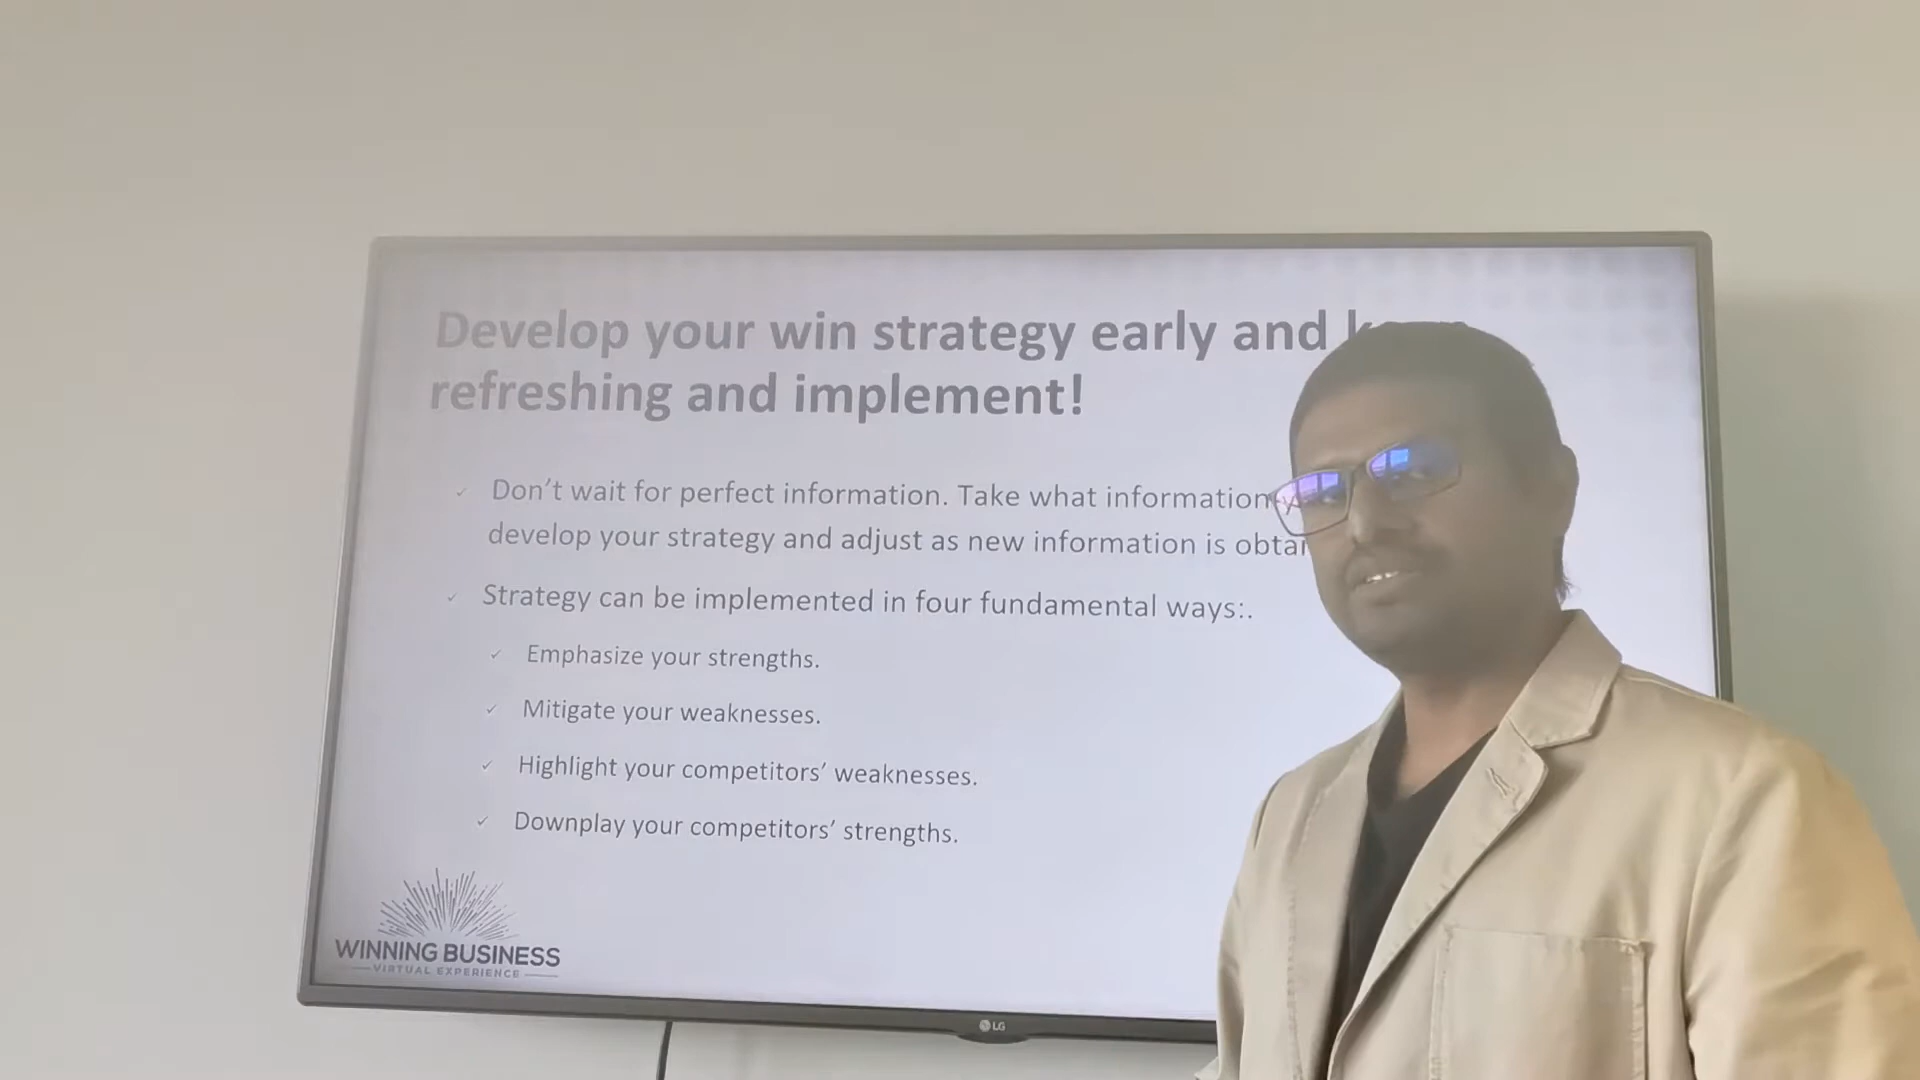 Develop your win strategy early and
refreshing and implement!
✓ Don’t wait for perfect information. Take what information
develop your strategy and adjust as new information is
✓ Strategy can be implemented in four fundamental ways:.
✓ Emphasize your strengths.
✓ Mitigate your weaknesses.
✓ Highlight your competitors’ weaknesses.
✓ Downplay your competitors’ strengths.
WINNING BUSINESS
VIRTUAL EXPERIENCE
LG